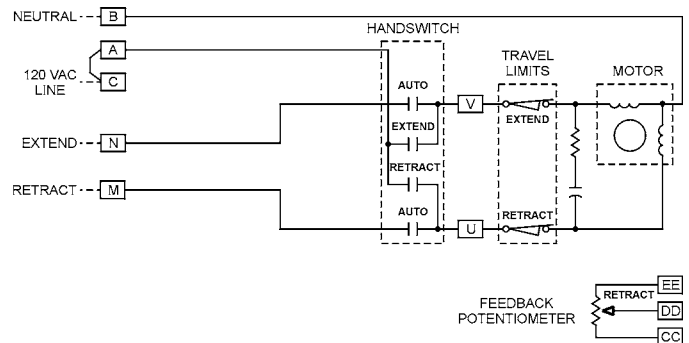 NEUTRAL B
HANDSWITCH
A
TRAVEL
LIMITS
MOTOR
120 VAC
LINE
C
AUTO
V
EXTEND
EXTEND
EXTEND N
RETRACT
RETRACT M
AUTO
RETRACT
U
FEEDBACK
POTENTIOMETER
EE
RETRACT
DD
CC